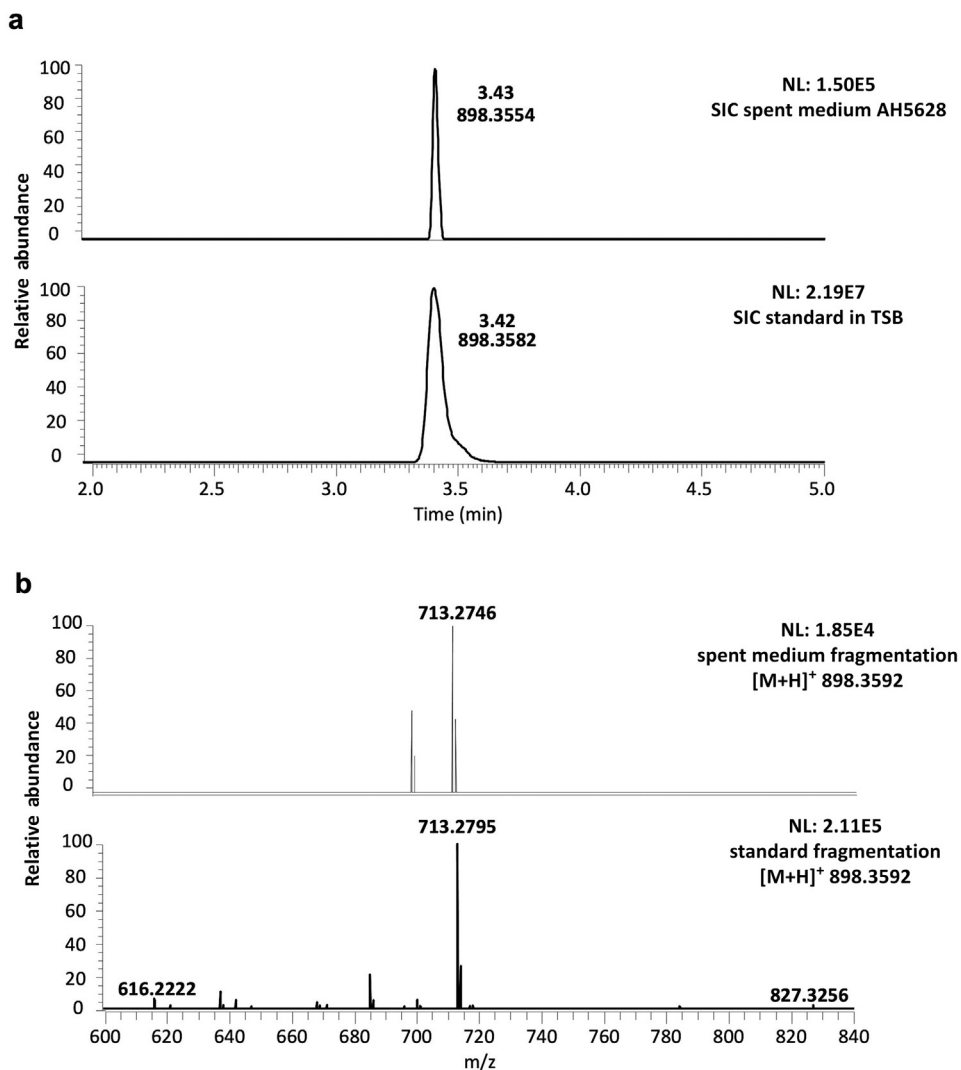 a
100
80
60
40
20
0
3.43
898.3554
NL: 1.50E5
SIC spent medium AH5628
Relative abundance
100
80
60
40
20
0
3.42
898.3582
NL: 2.19E7
SIC standard in TSB
2.0 2.5 3.0 3.5 4.0 4.5 5.0
Time (min)
b
100
80
60
40
20
0
713.2746
NL: 1.85E4
spent medium fragmentation
[M+H]⁺ 898.3592
Relative abundance
100
80
60
40
20
0
713.2795
616.2222
827.3256
NL: 2.11E5
standard fragmentation
[M+H]⁺ 898.3592
600 620 640 660 680 700 720 740 760 780 800 820 840
m/z